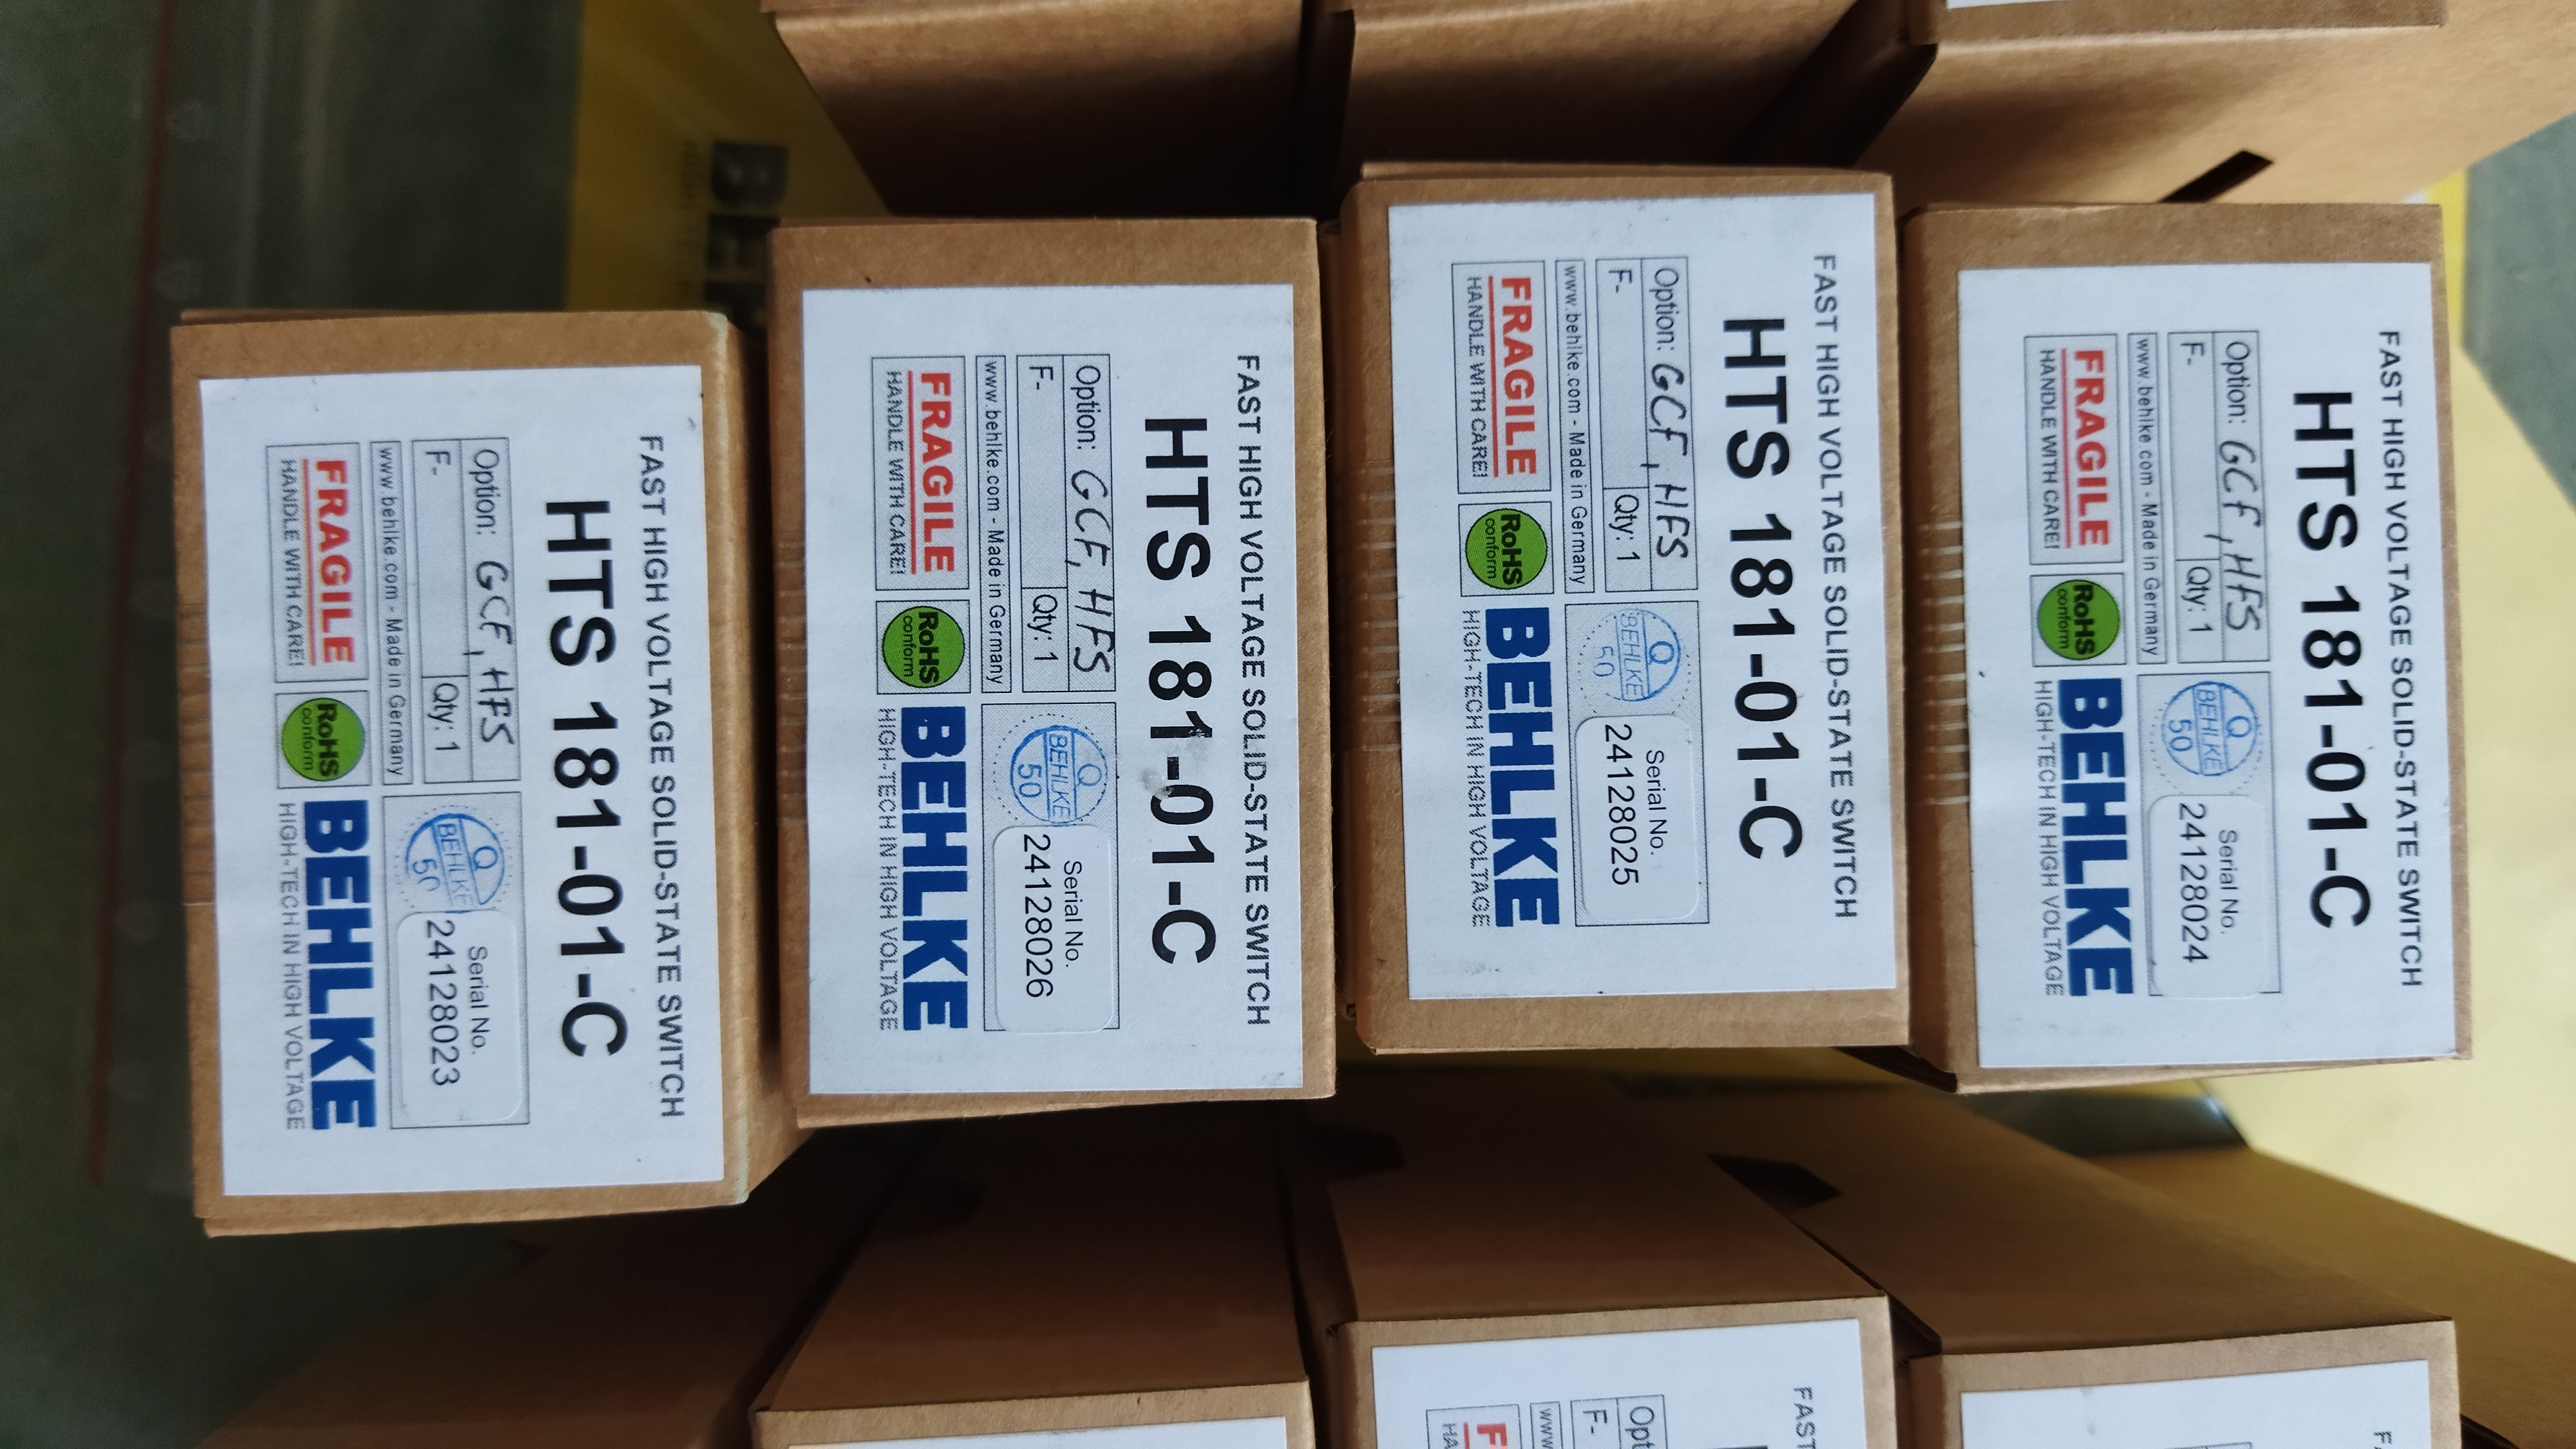 FAST HIGH VOLTAGE SOLID-STATE SWITCH
HTS 181-01-C
Option: GCF, HFS
F-
Qty: 1
www.behlke.com - Made in Germany
FRAGILE
HANDLE WITH CARE!
RoHS
conform
Q
BEHLKE
50
Serial No.
24128023
BEHLKE
HIGH-TECH IN HIGH VOLTAGE
FAST HIGH VOLTAGE SOLID-STATE SWITCH
HTS 181-01-C
Option: GCF, HFS
F-
Qty: 1
www.behlke.com - Made in Germany
FRAGILE
HANDLE WITH CARE!
RoHS
conform
Q
BEHLKE
50
Serial No.
24128026
BEHLKE
HIGH-TECH IN HIGH VOLTAGE
FAST HIGH VOLTAGE SOLID-STATE SWITCH
HTS 181-01-C
Option: GCF, HFS
F-
Qty: 1
www.behlke.com - Made in Germany
FRAGILE
HANDLE WITH CARE!
RoHS
conform
Q
BEHLKE
50
Serial No.
24128025
BEHLKE
HIGH-TECH IN HIGH VOLTAGE
FAST HIGH VOLTAGE SOLID-STATE SWITCH
HTS 181-01-C
Option: GCF, HFS
F-
Qty: 1
www.behlke.com - Made in Germany
FRAGILE
HANDLE WITH CARE!
RoHS
conform
Q
BEHLKE
50
Serial No.
24128024
BEHLKE
HIGH-TECH IN HIGH VOLTAGE
FAST
Opt
F-
www
F
HA